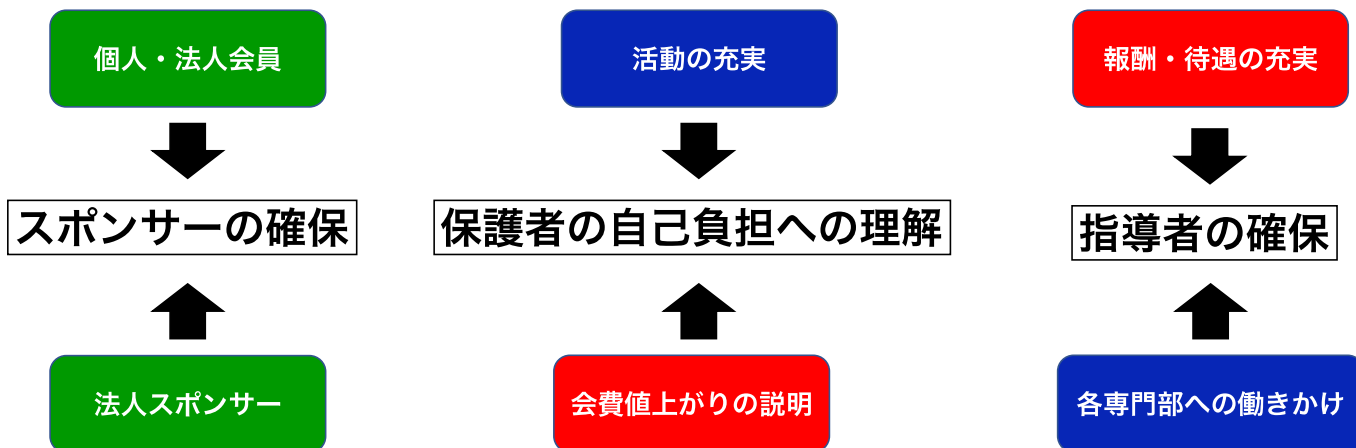 個人・法人会員
活動の充実
報酬・待遇の充実
スポンサーの確保
保護者の自己負担への理解
指導者の確保
法人スポンサー
会費値上がりの説明
各専門部への働きかけ